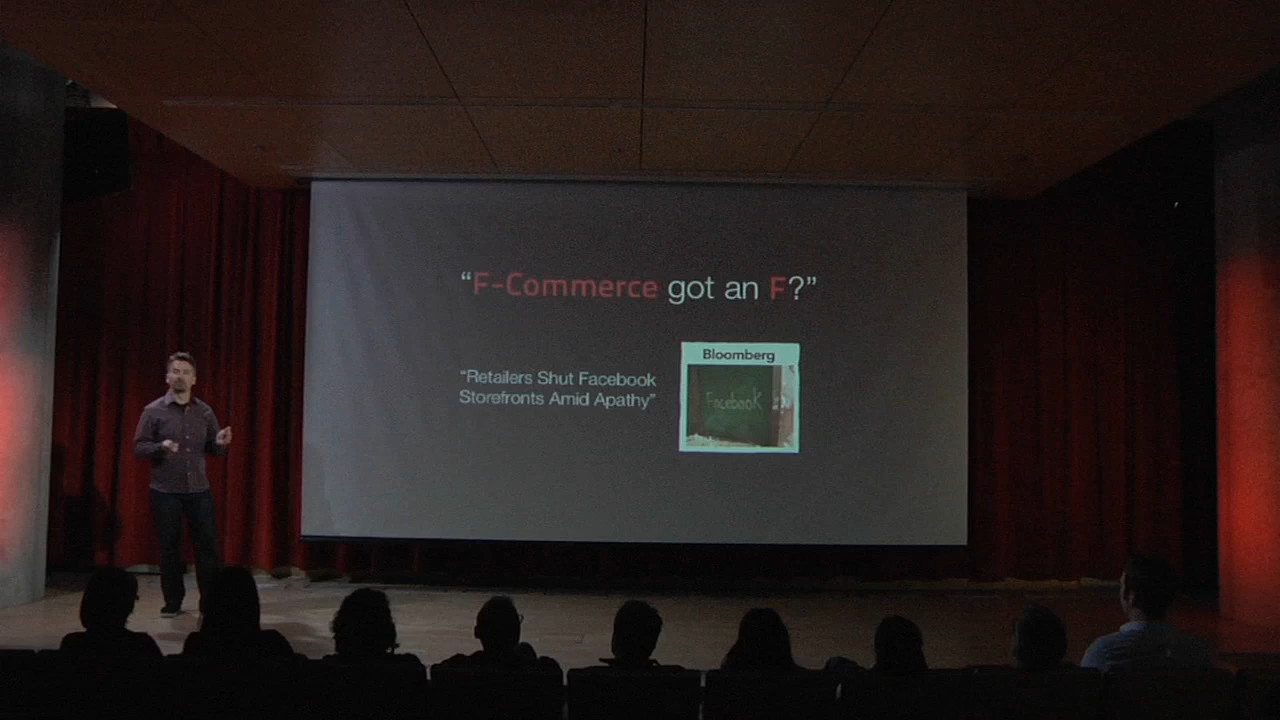 “F-Commerce got an F?”
Bloomberg
“Retailers Shut Facebook
Storefronts Amid Apathy”
Facebook